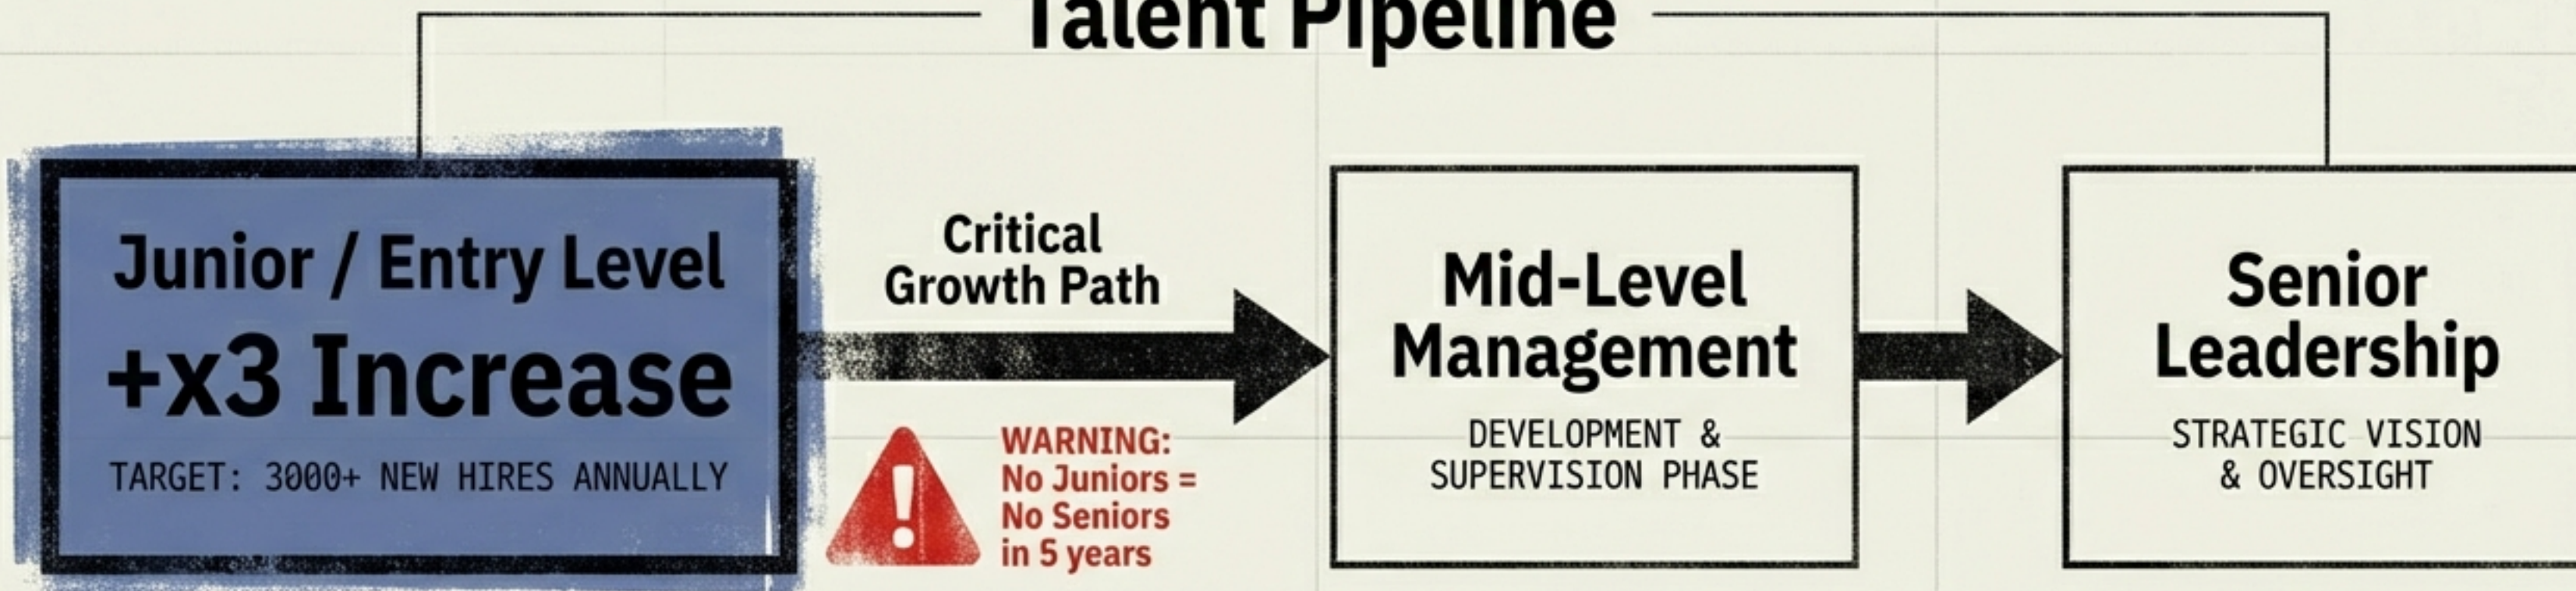 Talent Pipeline
Junior / Entry Level
+x3 Increase
TARGET: 3000+ NEW HIRES ANNUALLY
Critical
Growth Path
WARNING:
No Juniors =
No Seniors
in 5 years
Mid-Level
Management
DEVELOPMENT &
SUPERVISION PHASE
Senior
Leadership
STRATEGIC VISION
& OVERSIGHT